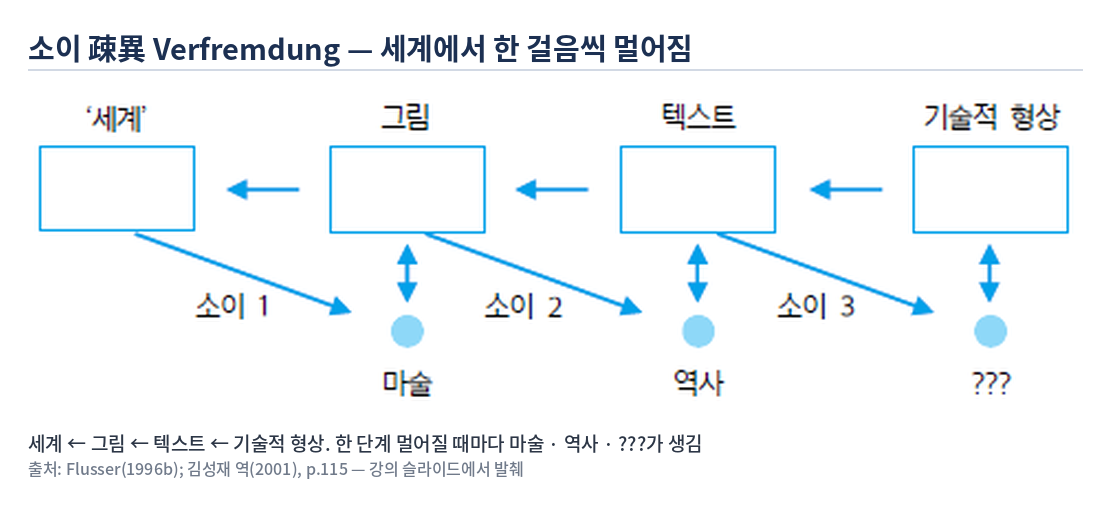 소이 疎異 Verfremdung — 세계에서 한 걸음씩 멀어짐
‘세계’ 그림 텍스트 기술적 형상
소이 1 소이 2 소이 3
마술 역사 ???
세계 ← 그림 ← 텍스트 ← 기술적 형상. 한 단계 멀어질 때마다 마술 · 역사 · ???가 생김
출처: Flusser(1996b); 김성재 역(2001), p.115 — 강의 슬라이드에서 발췌